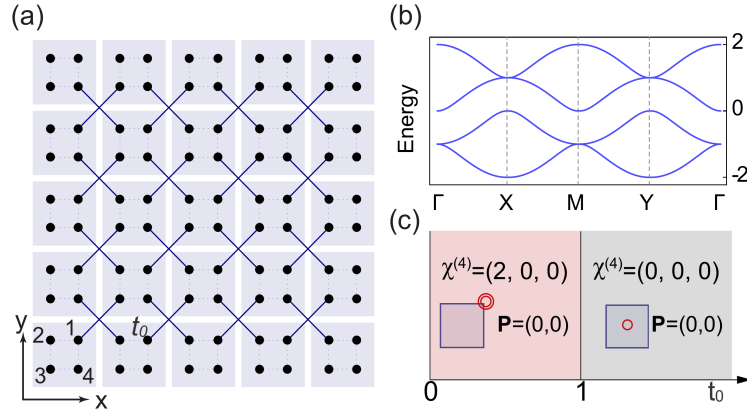 (a)
t₀
y
2
1
3
4
x
(b)
Energy
2
0
-2
Γ
X
M
Y
Γ
(c)
χ⁽⁴⁾=(2, 0, 0)
χ⁽⁴⁾=(0, 0, 0)
P=(0,0)
P=(0,0)
0
1
t₀